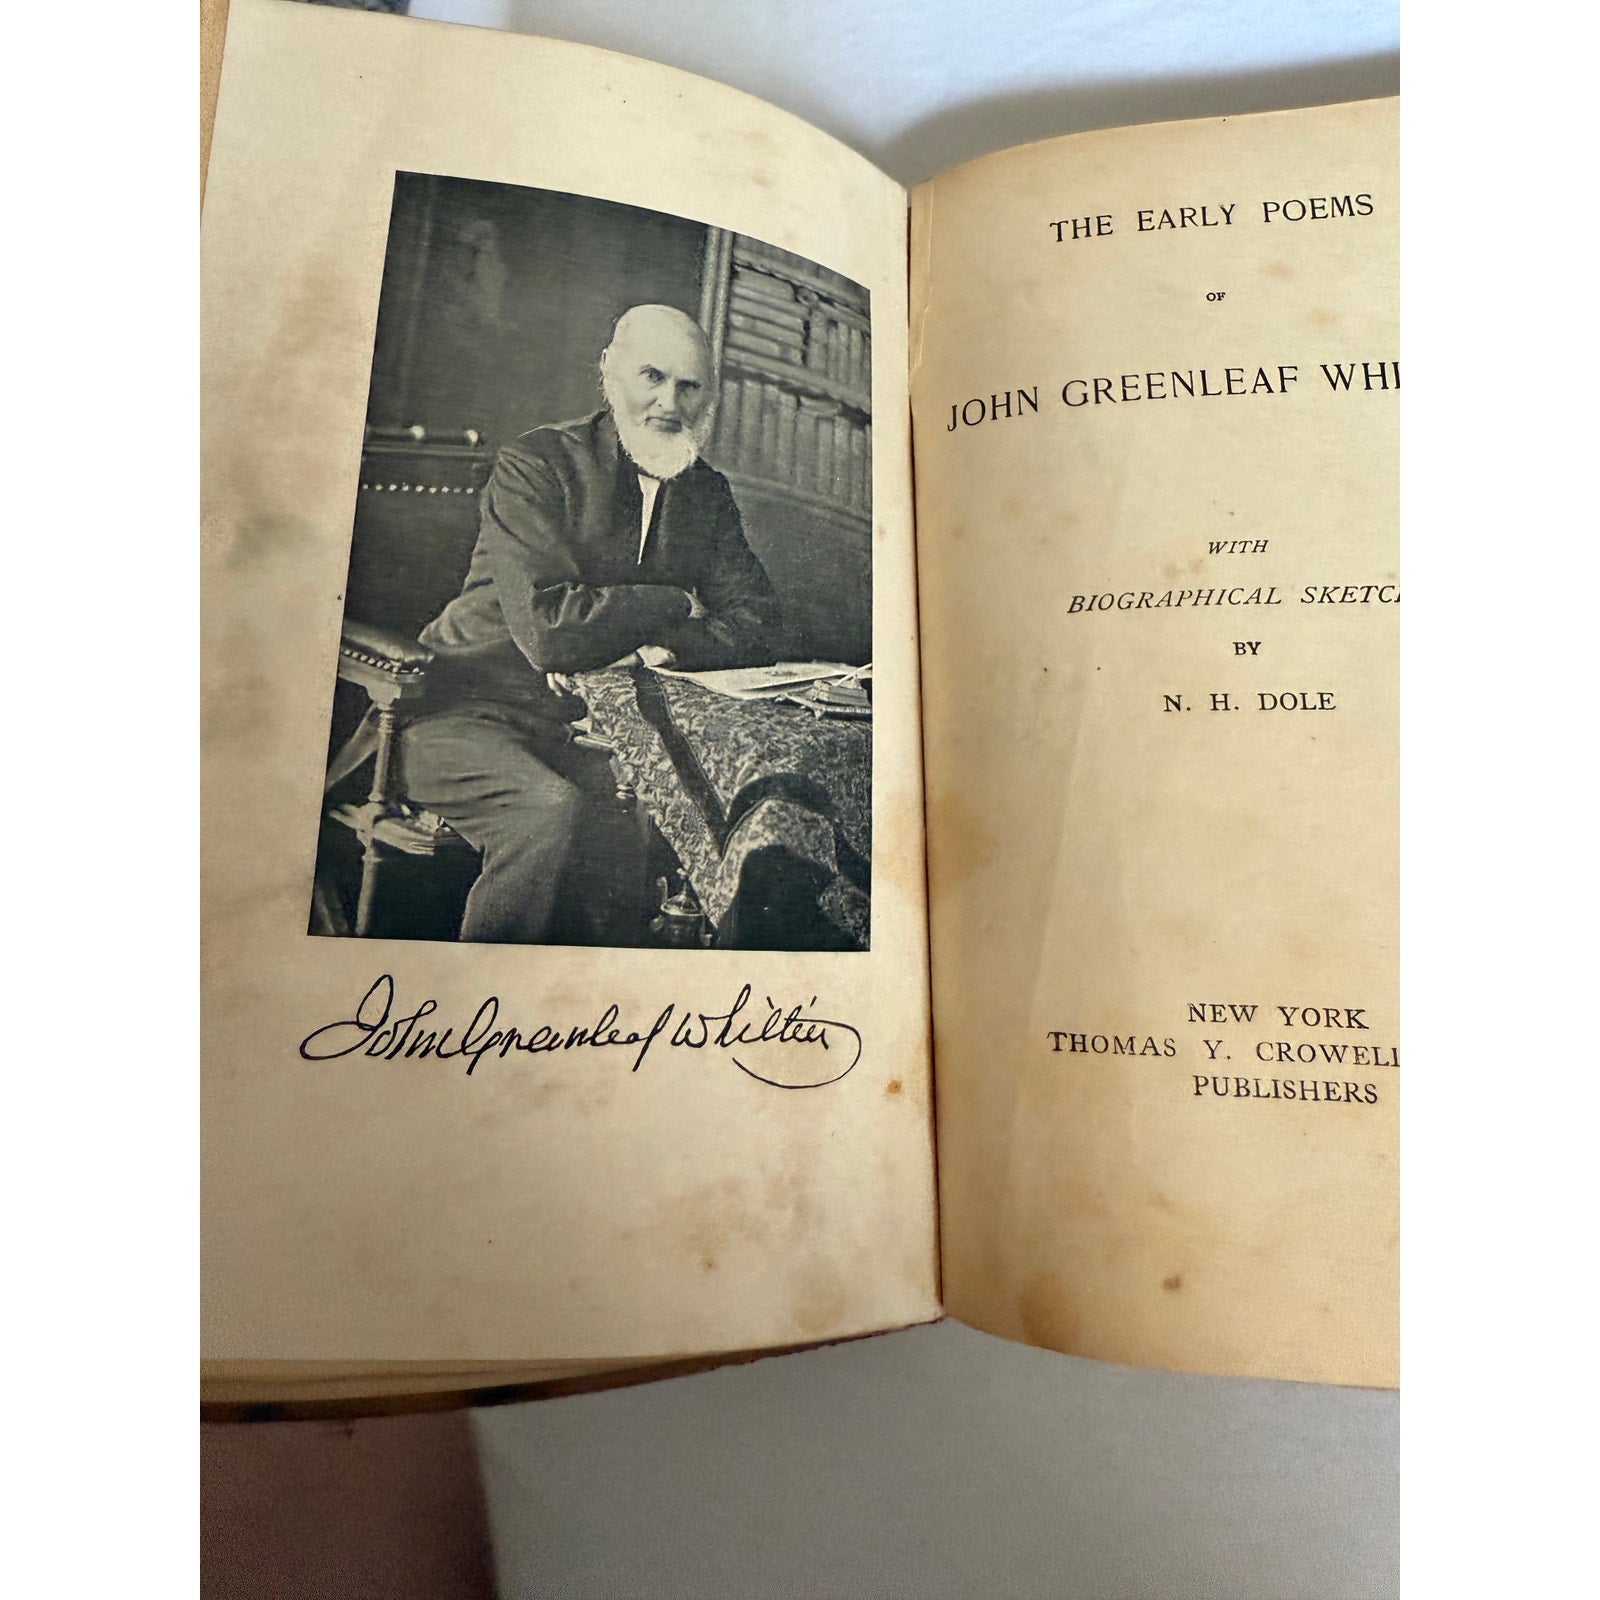 John Greenleaf Whittier
THE EARLY POEMS
OF
JOHN GREENLEAF WHI
WITH
BIOGRAPHICAL SKETC
BY
N. H. DOLE
NEW YORK
THOMAS Y. CROWELL
PUBLISHERS